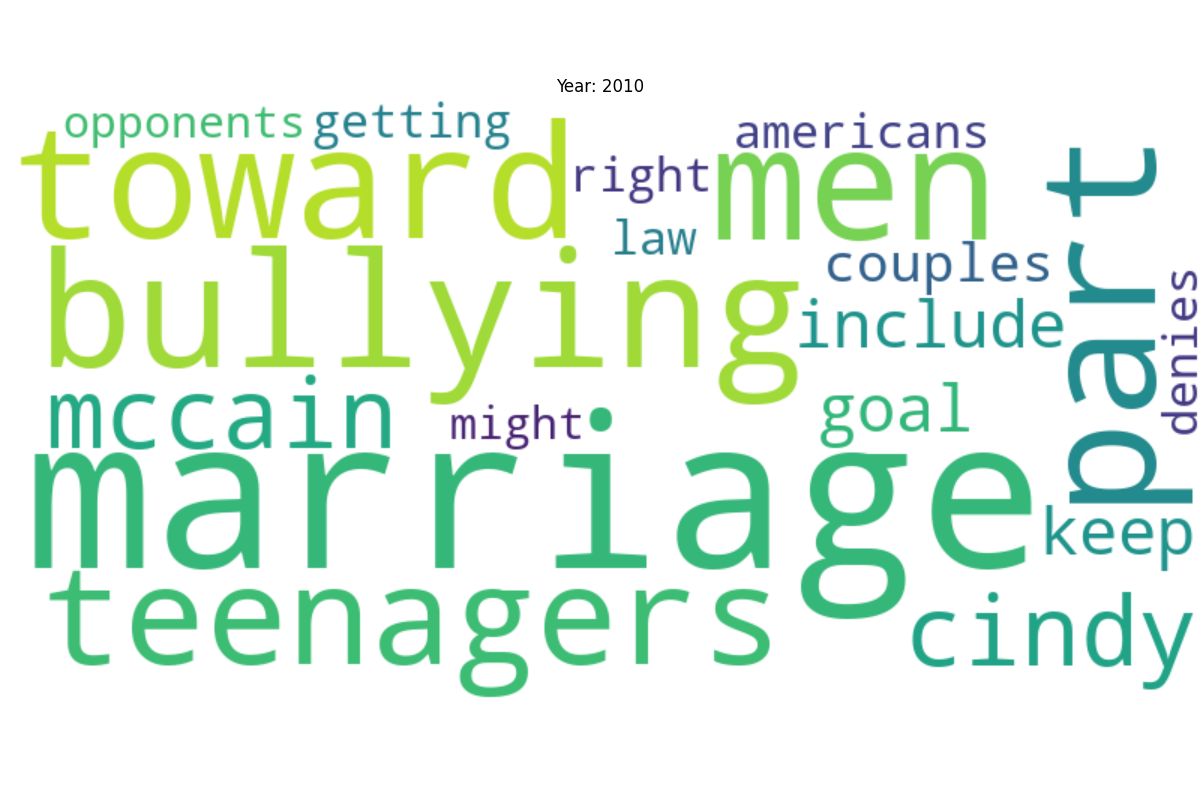 Year: 2010
opponents getting americans
toward right men part
law
bullying couples
include denies
mccain might goal
marriage keep
teenagers cindy